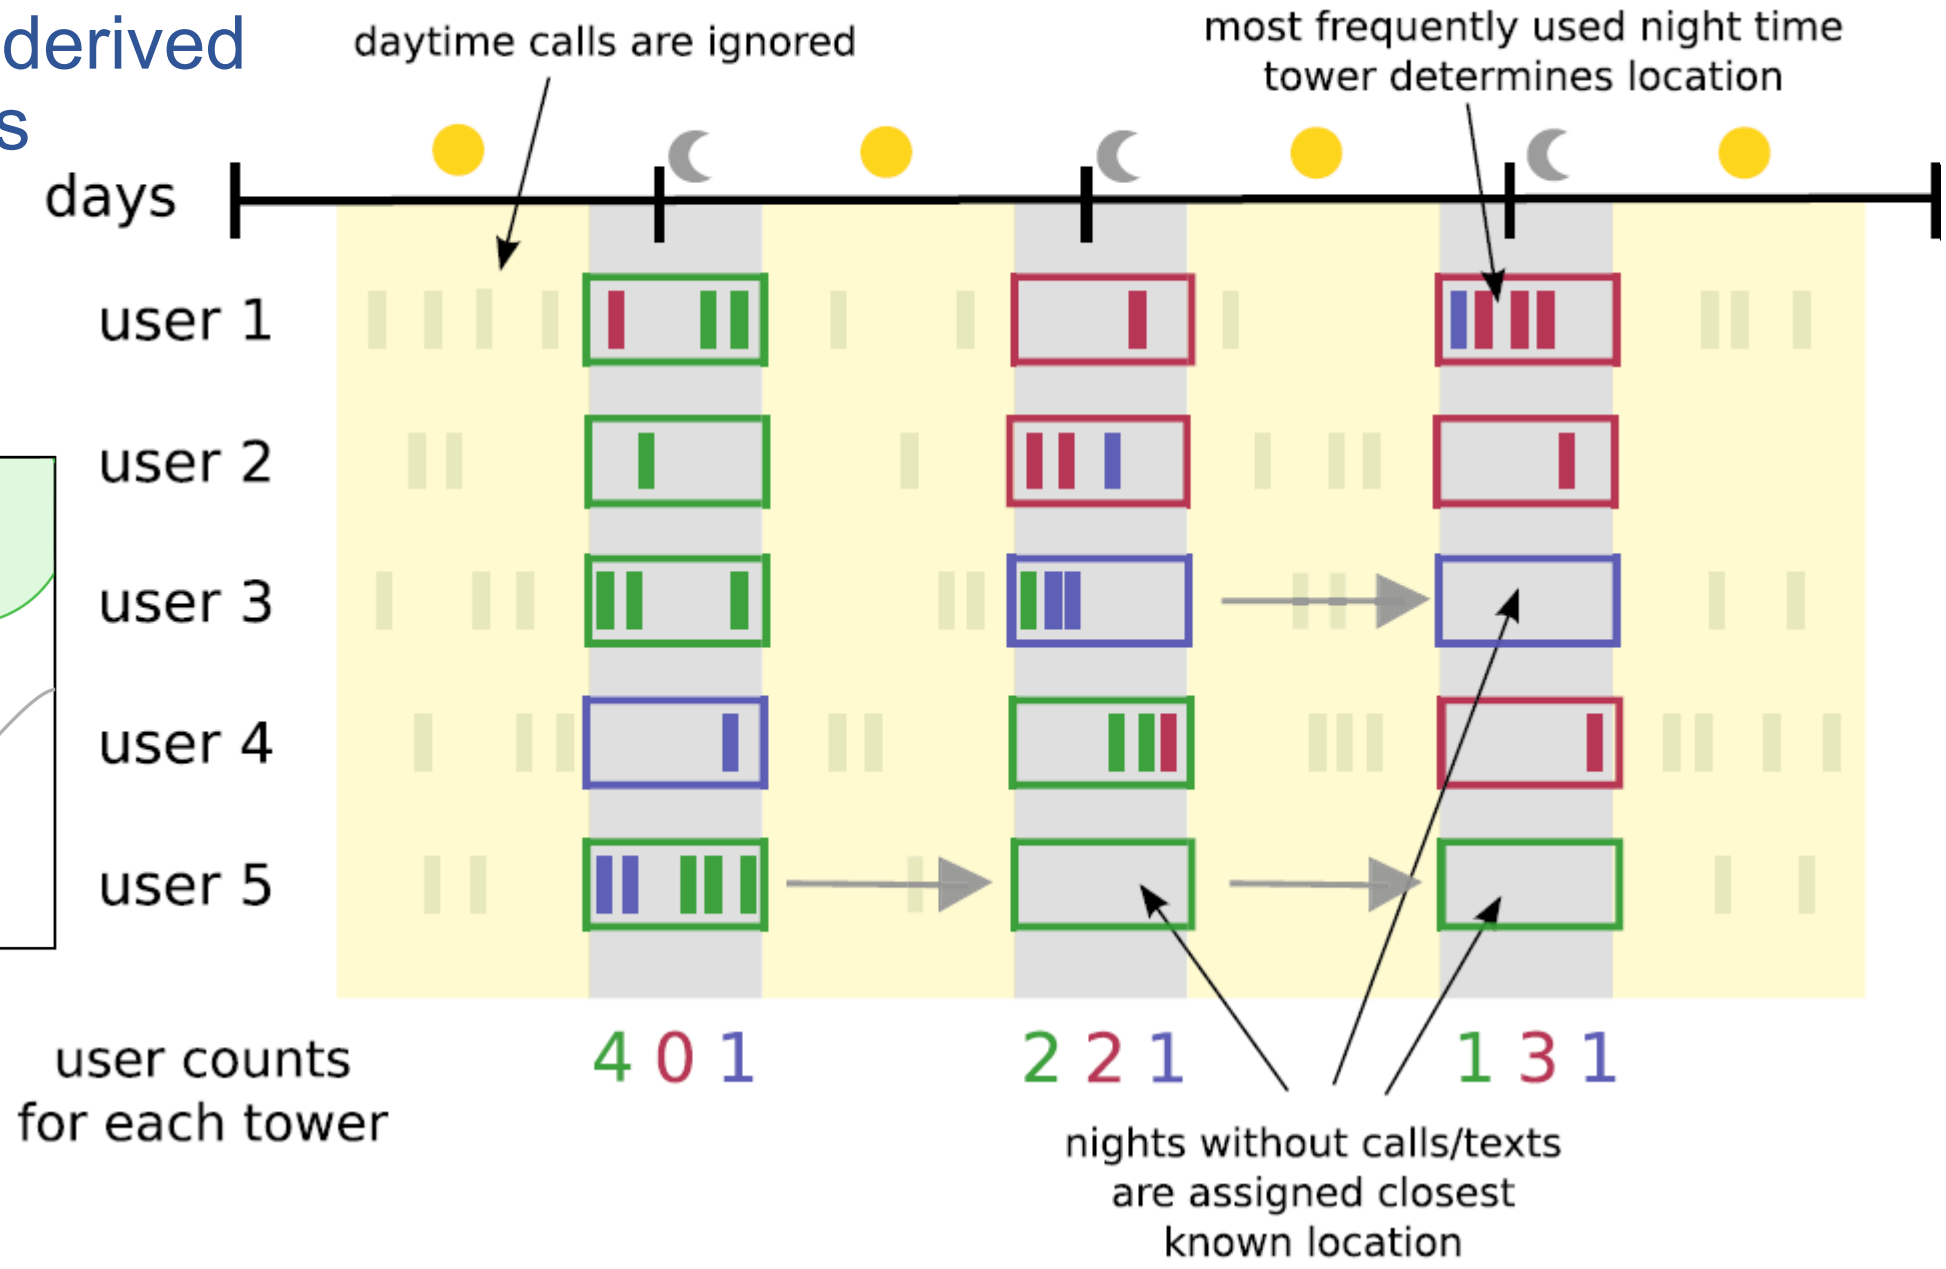 derived
s
daytime calls are ignored
most frequently used night time
tower determines location
days
user 1
user 2
user 3
user 4
user 5
user counts
for each tower
4 0 1
2 2 1
1 3 1
nights without calls/texts
are assigned closest
known location